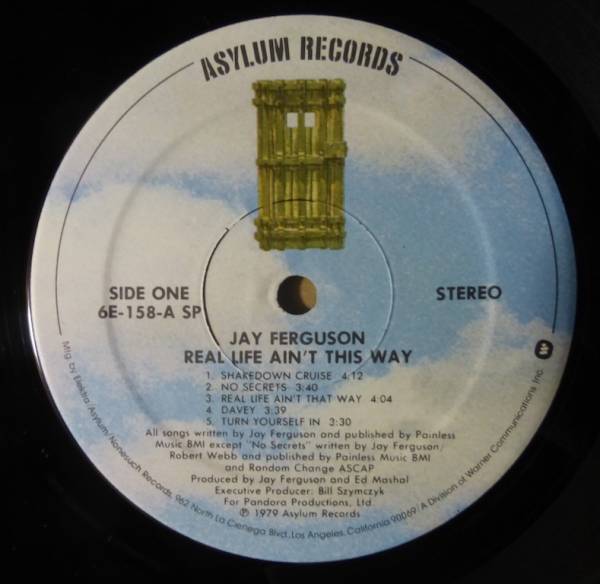 ASYLUM RECORDS
SIDE ONE
6E-158-A SP
STEREO
JAY FERGUSON
REAL LIFE AIN'T THIS WAY
1. SHAKEDOWN CRUISE 4:12
2. NO SECRETS 3:40
3. REAL LIFE AIN'T THAT WAY 4:04
4. DAVEY 3:39
5. TURN YOURSELF IN 3:30
All songs written by Jay Ferguson and published by Painless
Music BMI except "No Secrets" written by Jay Ferguson/
Robert Webb and published by Painless Music BMI
and Random Change ASCAP
Produced by Jay Ferguson and Ed Mashal
Executive Producer: Bill Szymczyk
For Pandora Productions, Ltd.
℗ 1979 Asylum Records
Mfg. by Elektra/Asylum/Nonesuch Records, 962 North La Cienega Blvd., Los Angeles, California 90069/A Division of Warner Communications Inc. W